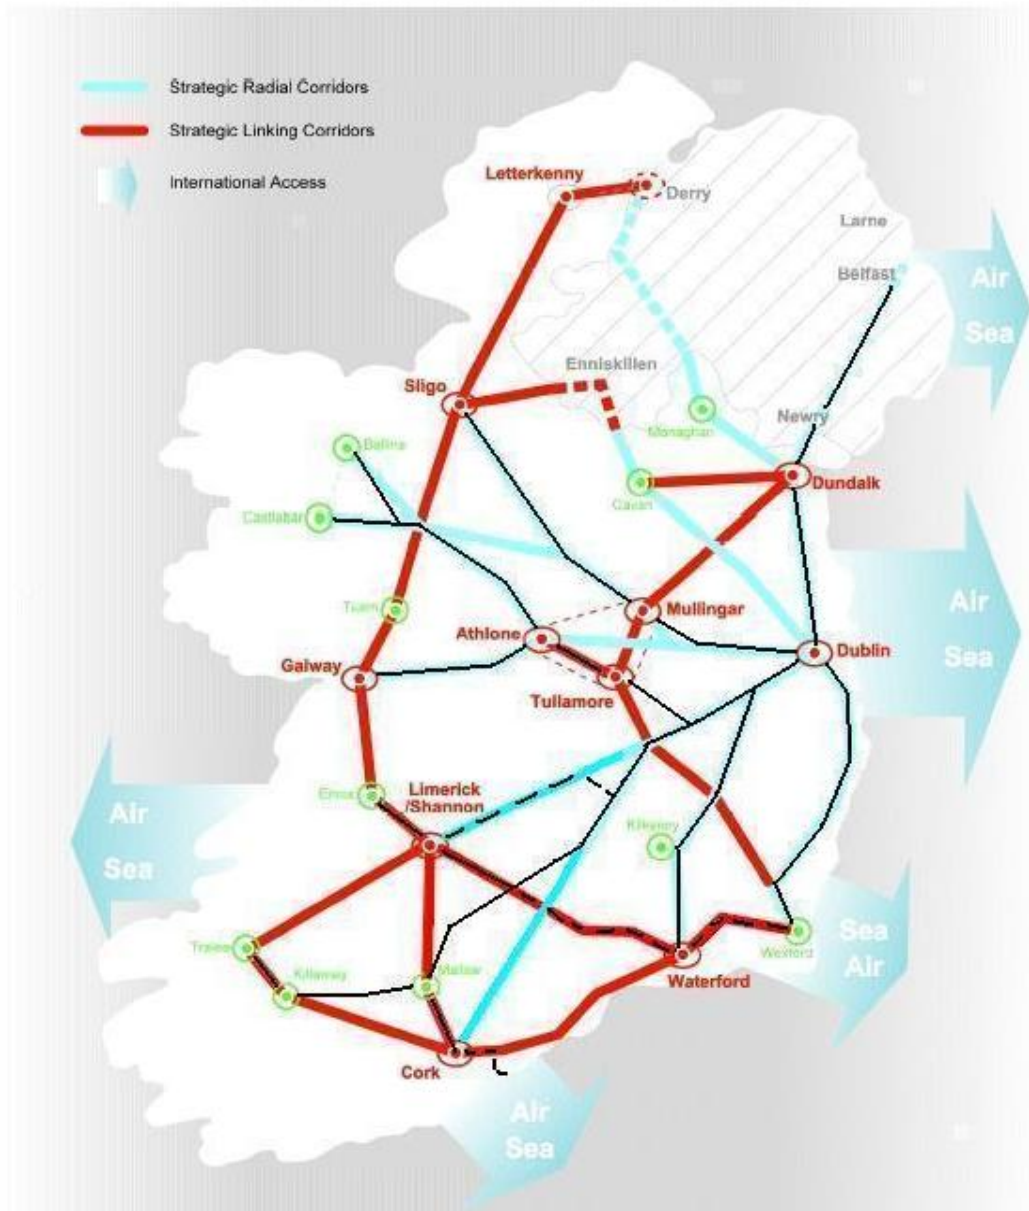 Strategic Radial Corridors
Strategic Linking Corridors
International Access
Letterkenny
Derry
Larne
Belfast
Air
Sea
Enniskillen
Sligo
Newry
Monaghan
Ballina
Dundalk
Cavan
Castlebar
Tuam
Mullingar
Athlone
Dublin
Air
Sea
Galway
Tullamore
Ennis
Limerick
/Shannon
Air
Sea
Kilkenny
Sea
Air
Tralee
Wexford
Killarney
Mallow
Waterford
Cork
Air
Sea